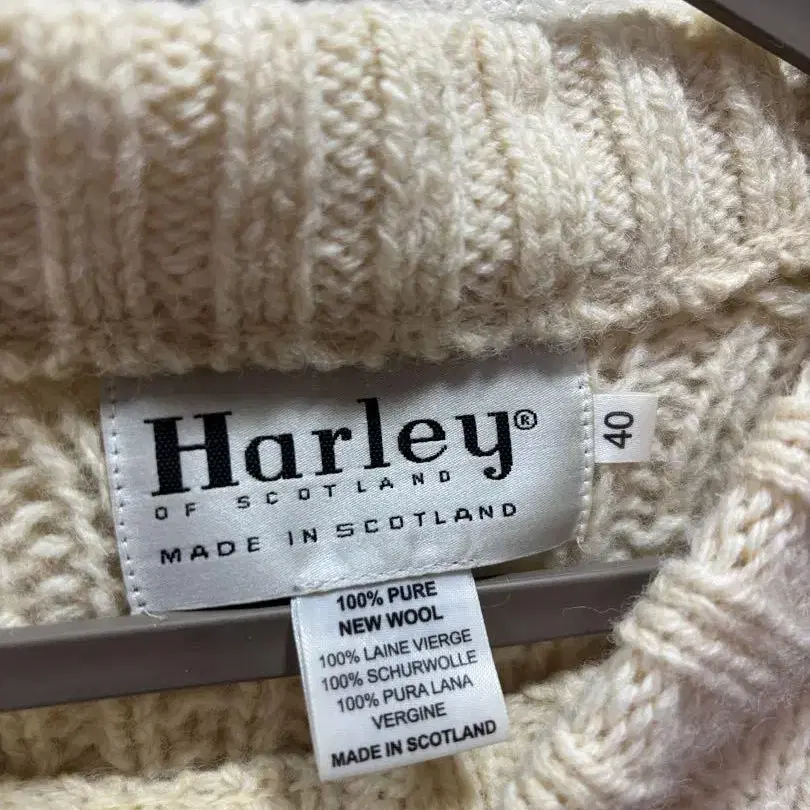 Harley®
OF SCOTLAND
MADE IN SCOTLAND
40
100% PURE
NEW WOOL
100% LAINE VIERGE
100% SCHURWOLLE
100% PURA LANA
VERGINE
MADE IN SCOTLAND